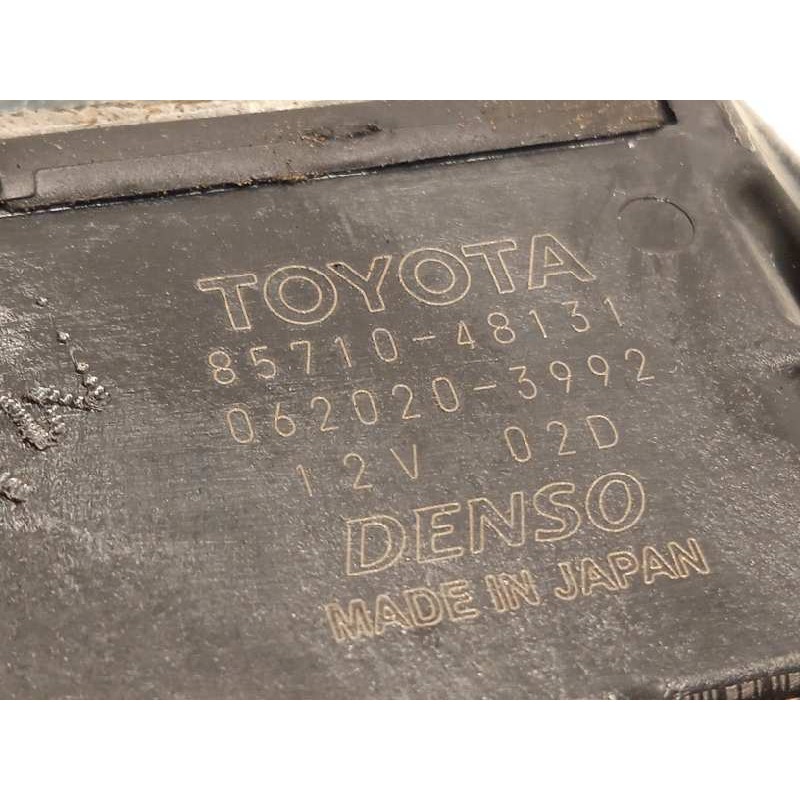 TOYOTA
85710-48131
062020-3992
12V 02D
DENSO
MADE IN JAPAN